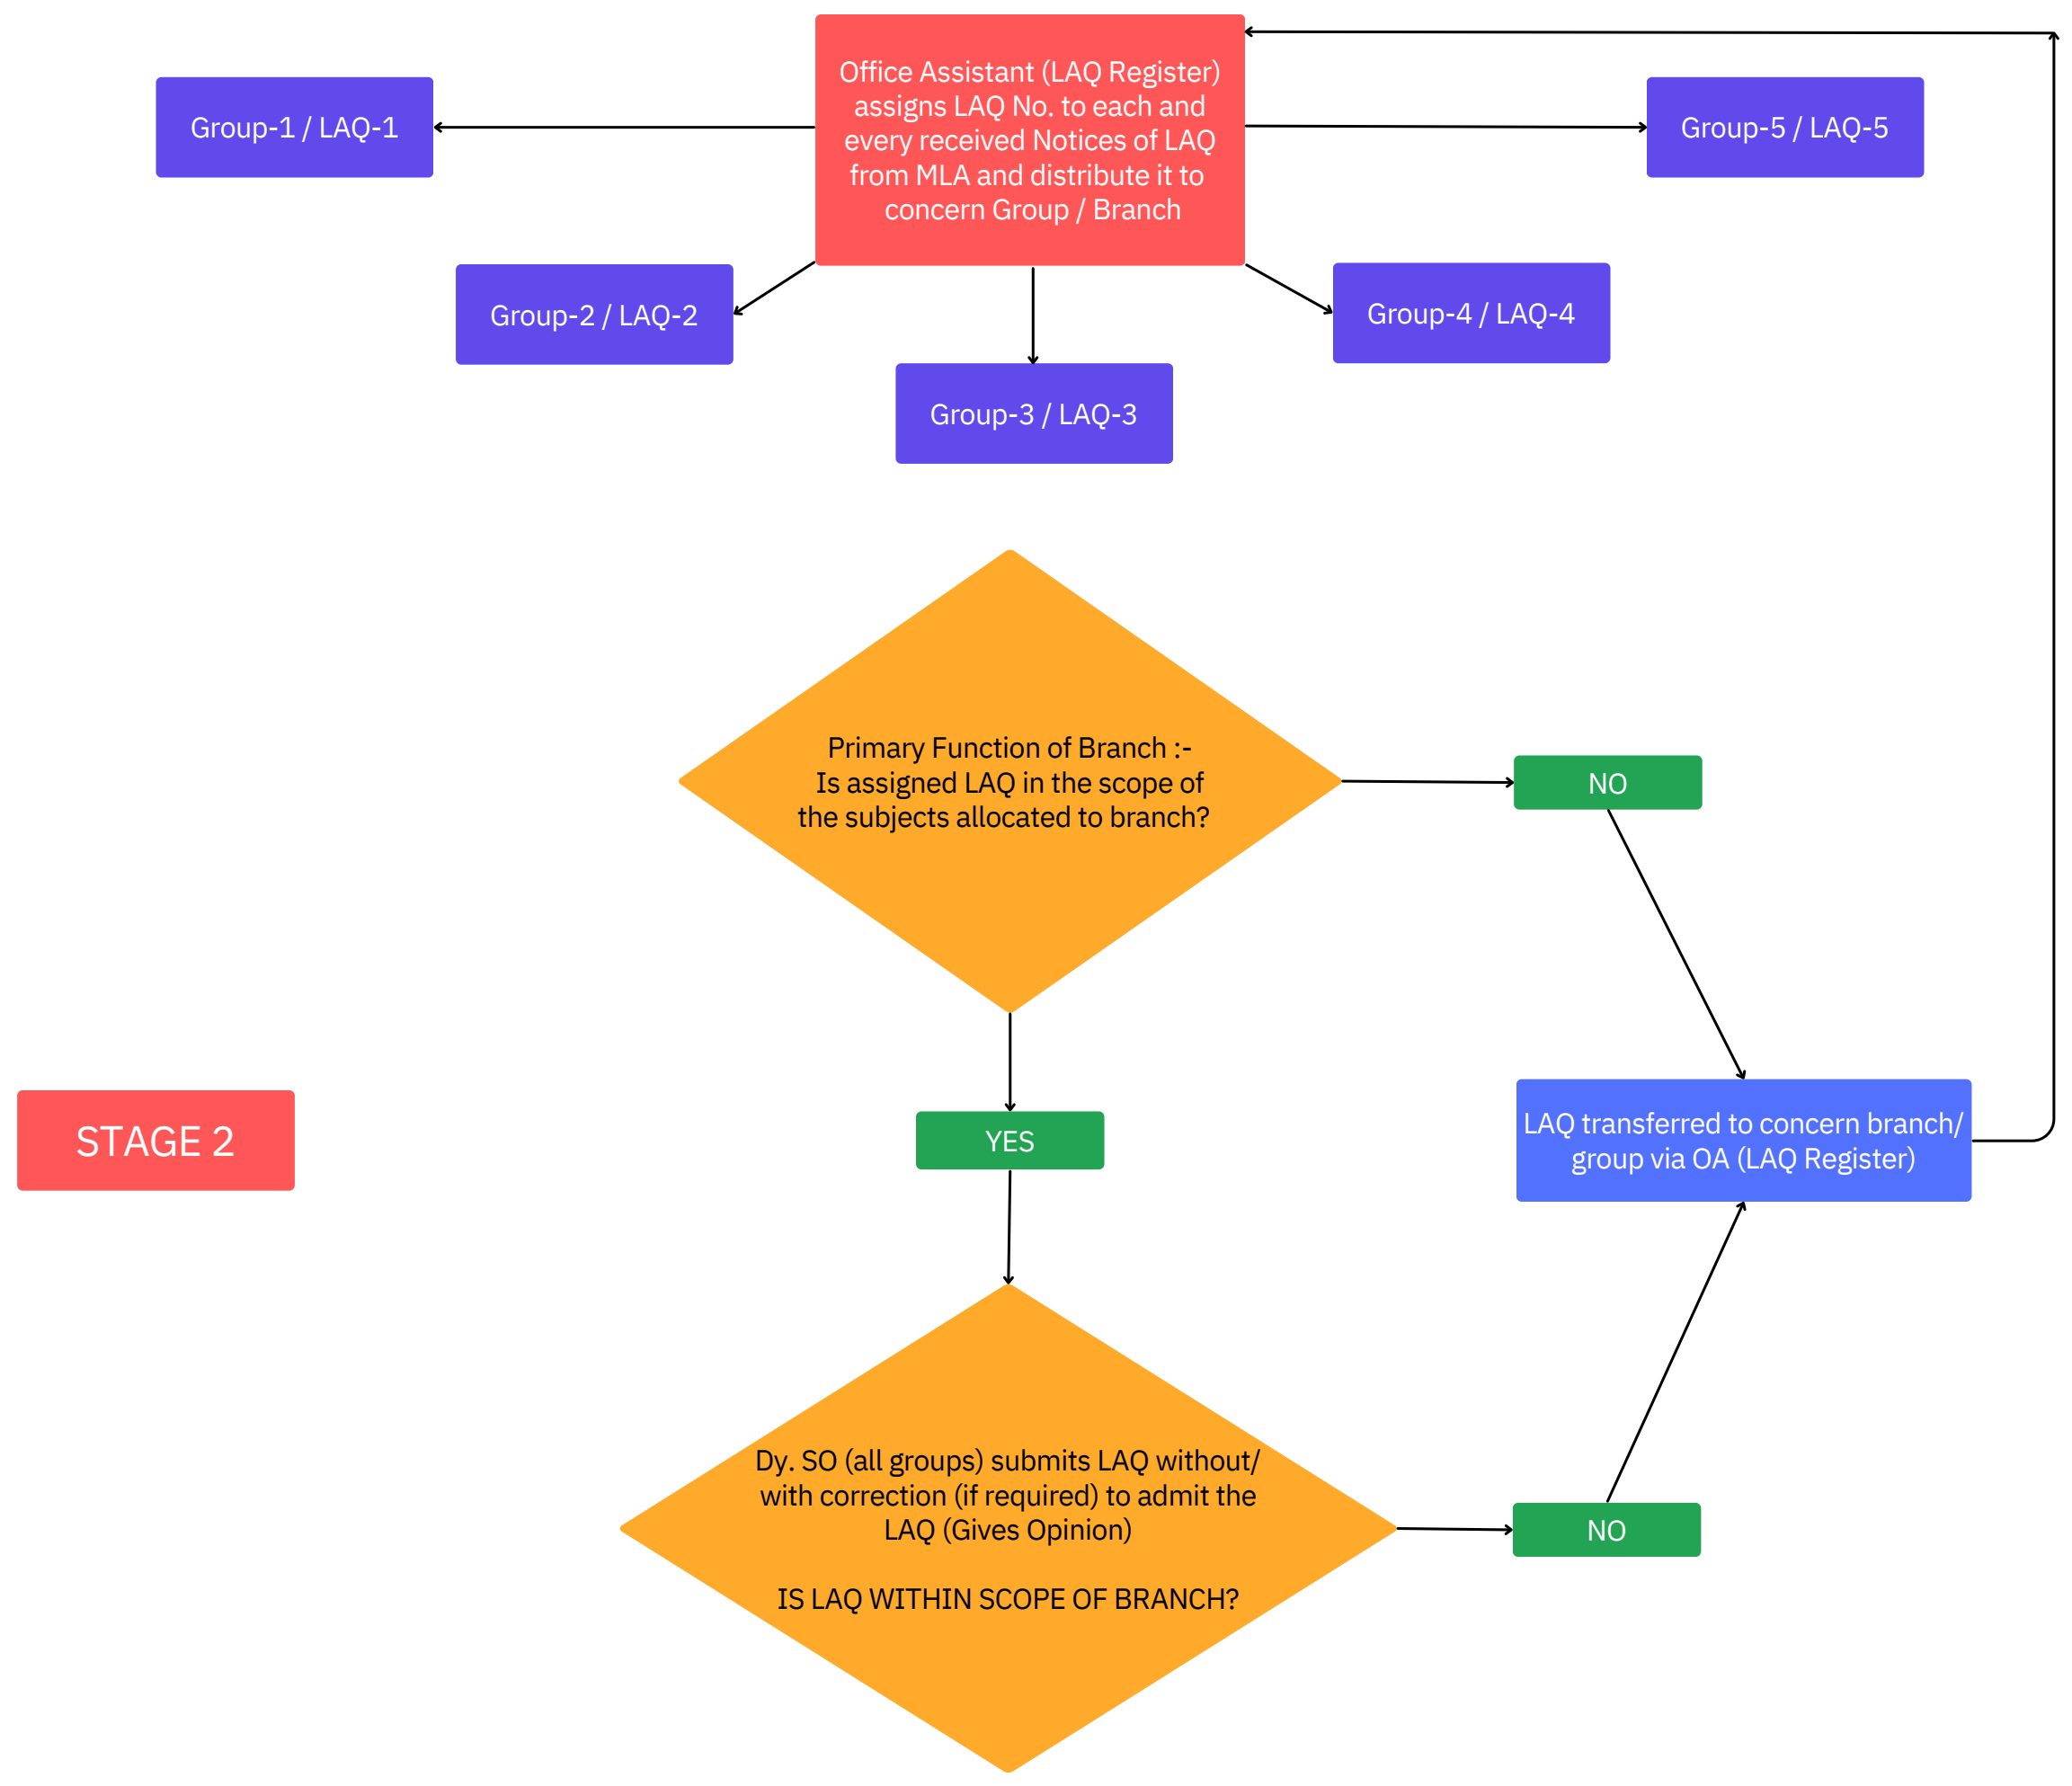 Office Assistant (LAQ Register)
assigns LAQ No. to each and
every received Notices of LAQ
from MLA and distribute it to
concern Group / Branch
Group-1 / LAQ-1
Group-5 / LAQ-5
Group-2 / LAQ-2
Group-4 / LAQ-4
Group-3 / LAQ-3
Primary Function of Branch :-
Is assigned LAQ in the scope of
the subjects allocated to branch?
NO
STAGE 2
YES
LAQ transferred to concern branch/
group via OA (LAQ Register)
Dy. SO (all groups) submits LAQ without/
with correction (if required) to admit the
LAQ (Gives Opinion)
IS LAQ WITHIN SCOPE OF BRANCH?
NO